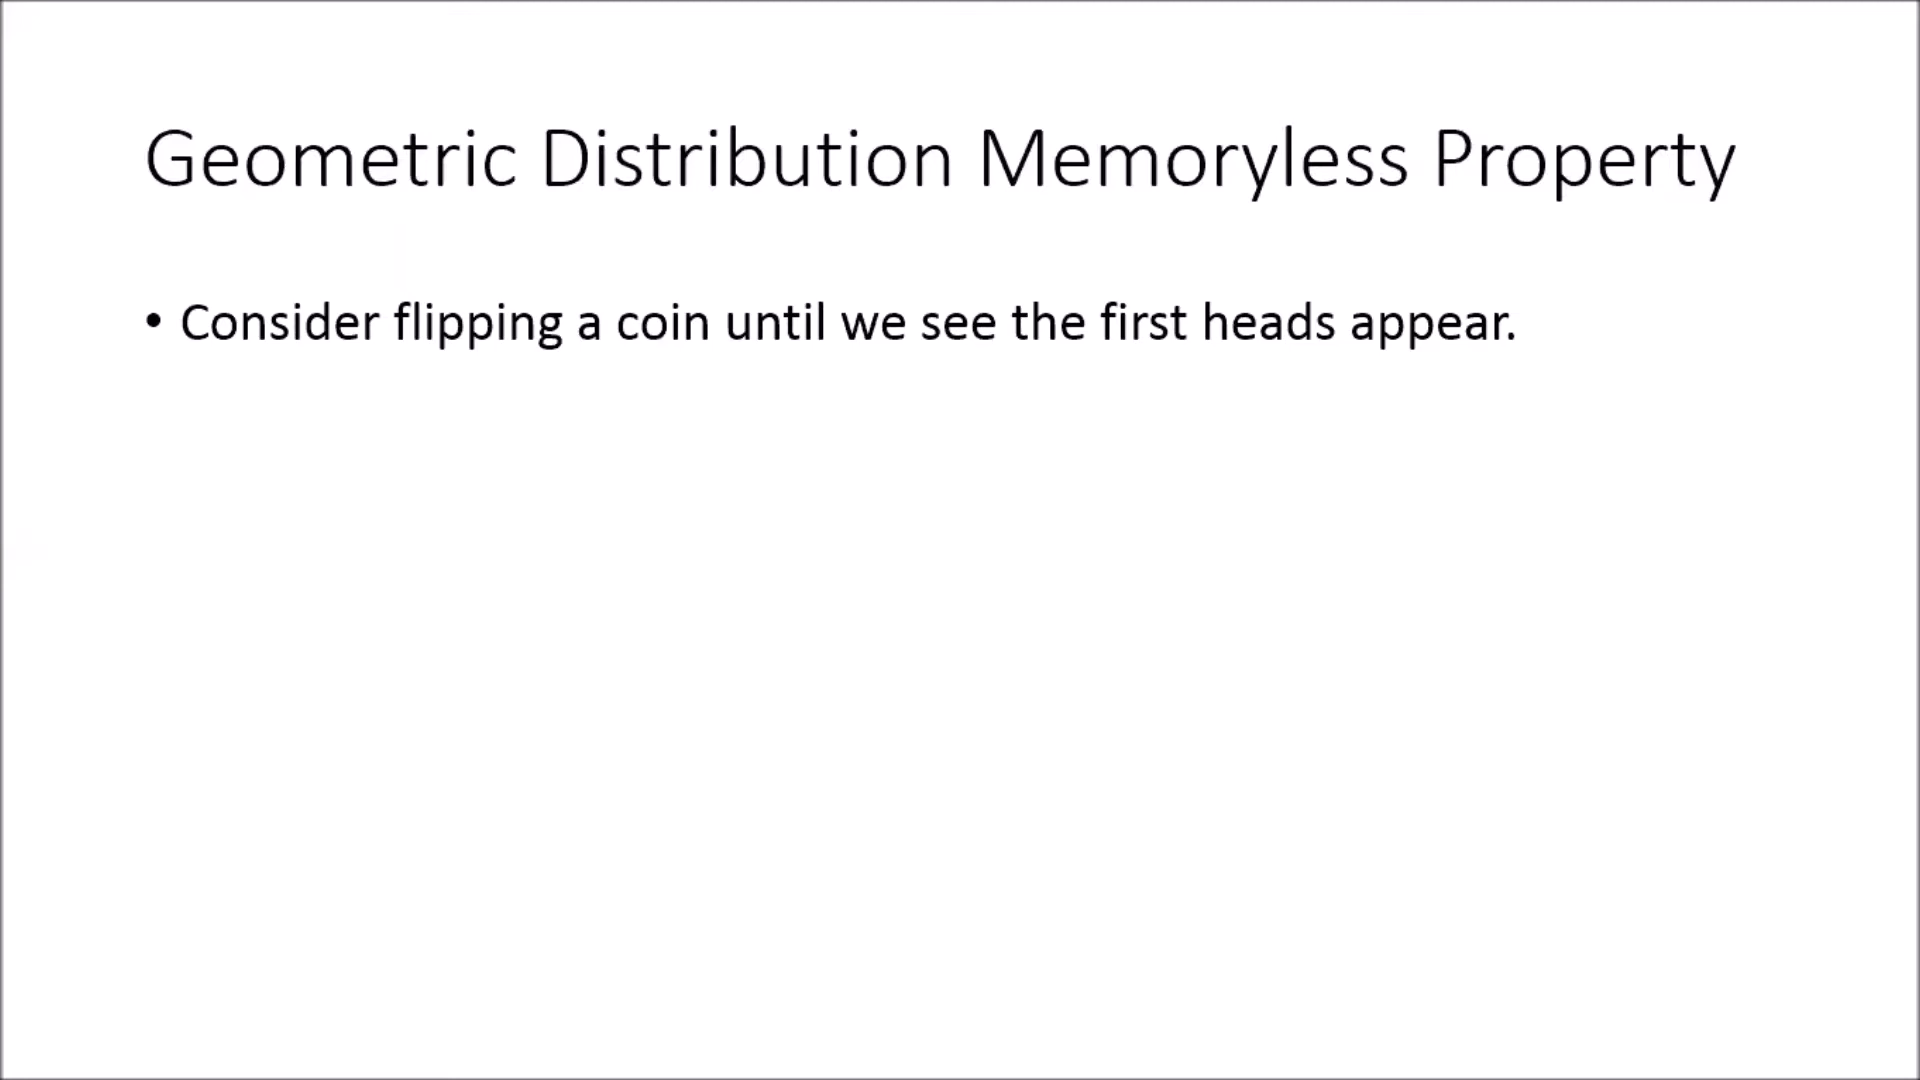 Geometric Distribution Memoryless Property
• Consider flipping a coin until we see the first heads appear.